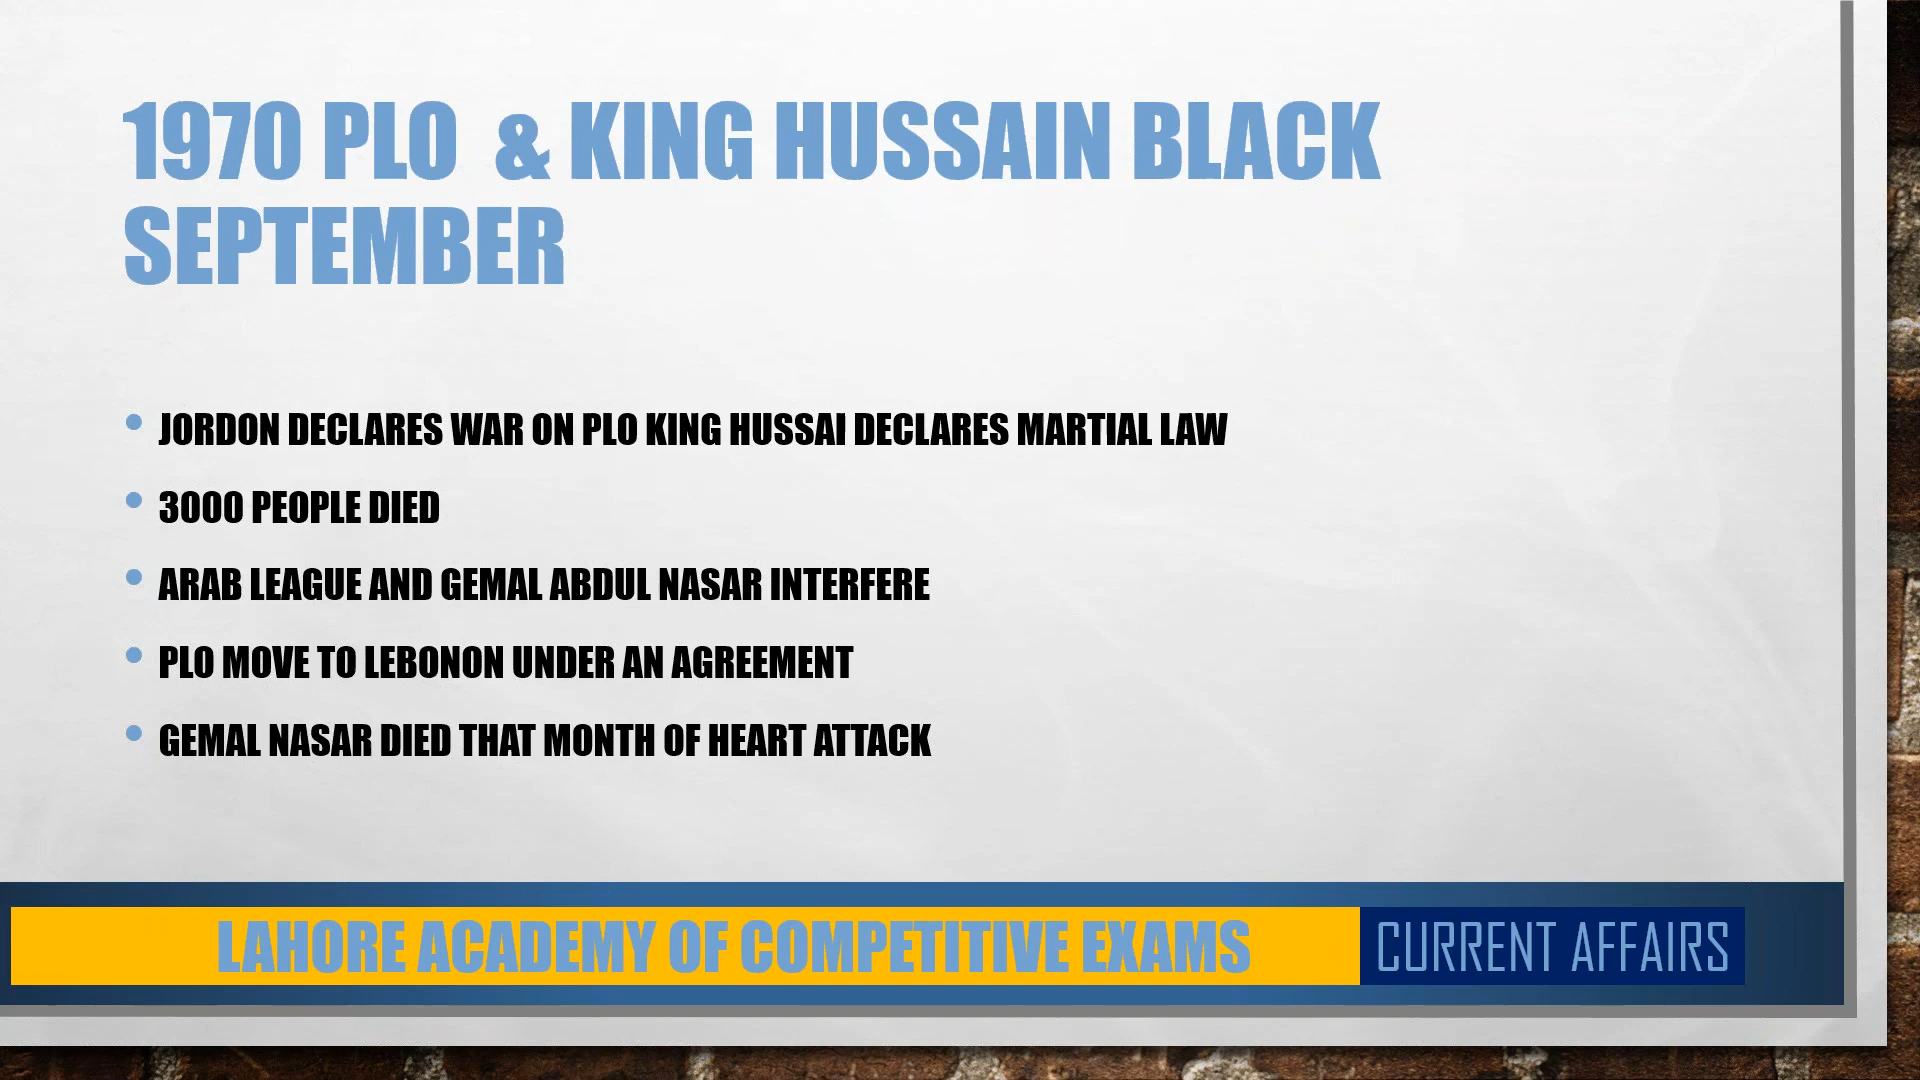 1970 PLO & KING HUSSAIN BLACK
SEPTEMBER
• JORDON DECLARES WAR ON PLO KING HUSSAI DECLARES MARTIAL LAW
• 3000 PEOPLE DIED
• ARAB LEAGUE AND GEMAL ABDUL NASAR INTERFERE
• PLO MOVE TO LEBONON UNDER AN AGREEMENT
• GEMAL NASAR DIED THAT MONTH OF HEART ATTACK
LAHORE ACADEMY OF COMPETITIVE EXAMS CURRENT AFFAIRS